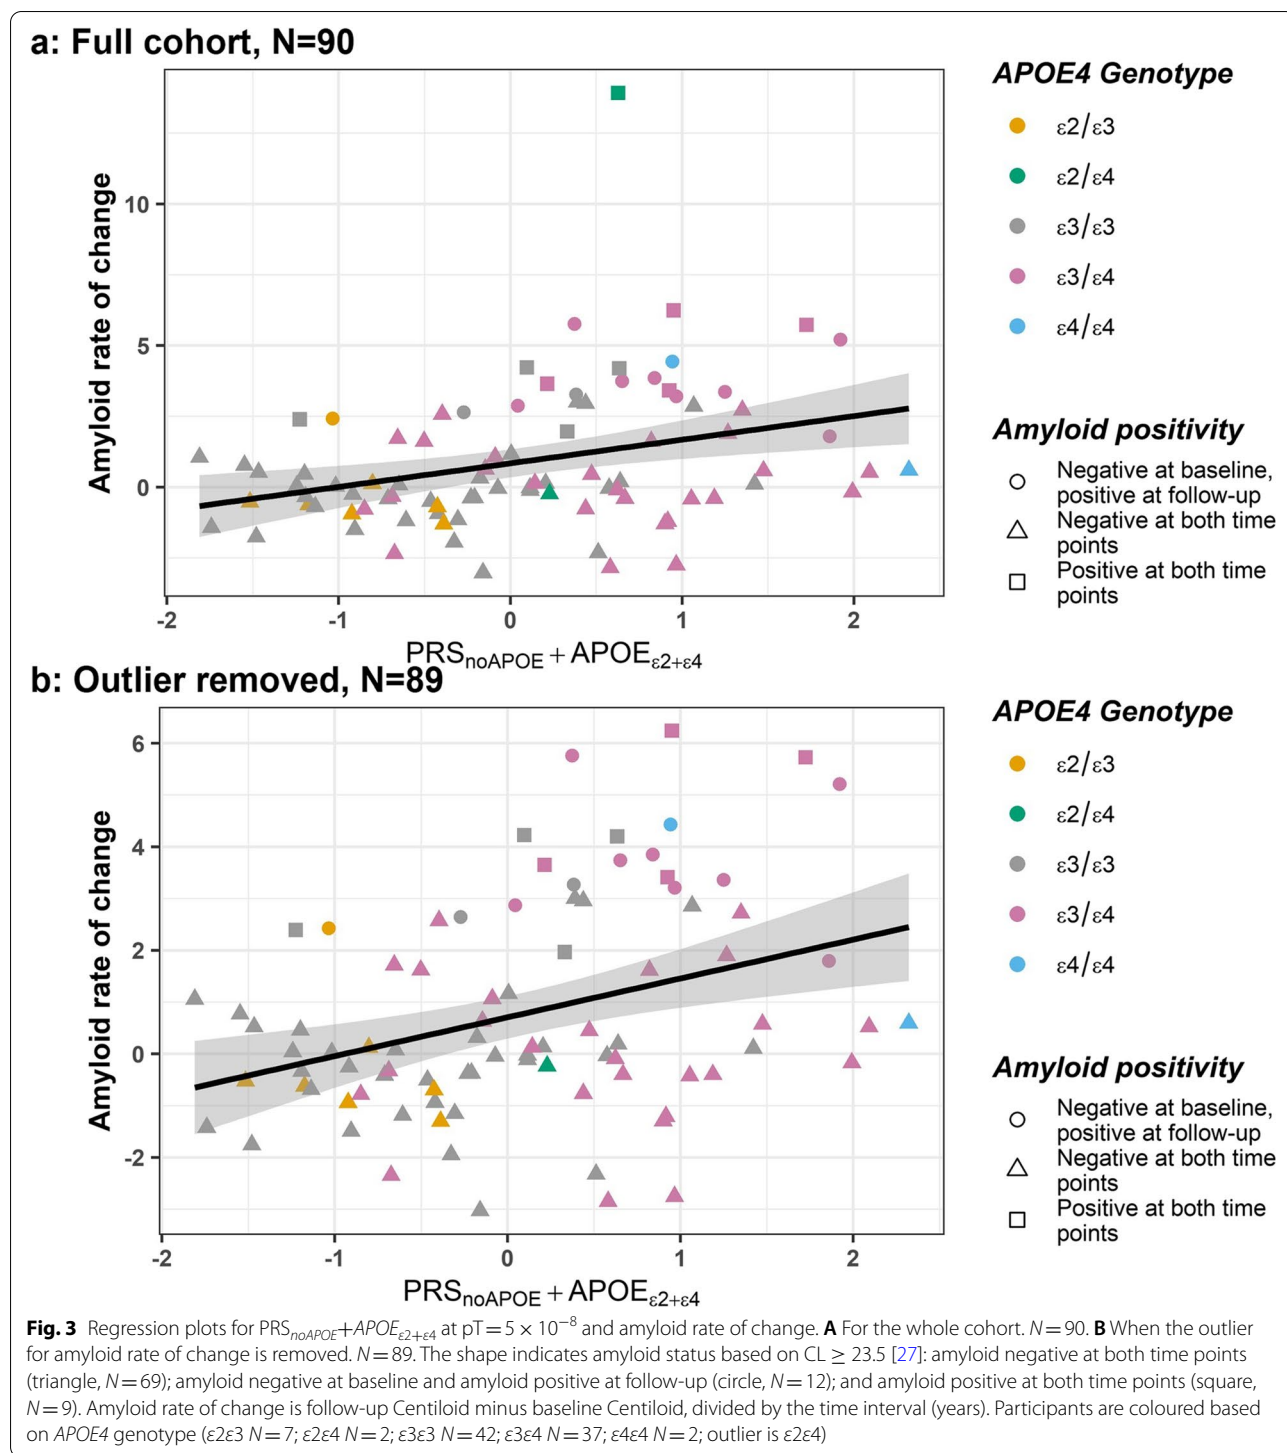 a: Full cohort, N=90
Amyloid rate of change
10
5
0
-2
-1
0
1
2
PRSnoAPOE + APOEε2+ε4
APOE4 Genotype
ε2/ε3
ε2/ε4
ε3/ε3
ε3/ε4
ε4/ε4
Amyloid positivity
Negative at baseline,
positive at follow-up
Negative at both time
points
Positive at both time
points
b: Outlier removed, N=89
Amyloid rate of change
6
4
2
0
-2
-2
-1
0
1
2
PRSnoAPOE + APOEε2+ε4
APOE4 Genotype
ε2/ε3
ε2/ε4
ε3/ε3
ε3/ε4
ε4/ε4
Amyloid positivity
Negative at baseline,
positive at follow-up
Negative at both time
points
Positive at both time
points
Fig. 3 Regression plots for PRSnoAPOE+APOEε2+ε4 at pT = 5 × 10⁻⁸ and amyloid rate of change. A For the whole cohort. N = 90. B When the outlier
for amyloid rate of change is removed. N = 89. The shape indicates amyloid status based on CL ≥ 23.5 [27]: amyloid negative at both time points
(triangle, N = 69); amyloid negative at baseline and amyloid positive at follow-up (circle, N = 12); and amyloid positive at both time points (square,
N = 9). Amyloid rate of change is follow-up Centiloid minus baseline Centiloid, divided by the time interval (years). Participants are coloured based
on APOE4 genotype (ε2ε3 N = 7; ε2ε4 N = 2; ε3ε3 N = 42; ε3ε4 N = 37; ε4ε4 N = 2; outlier is ε2ε4)